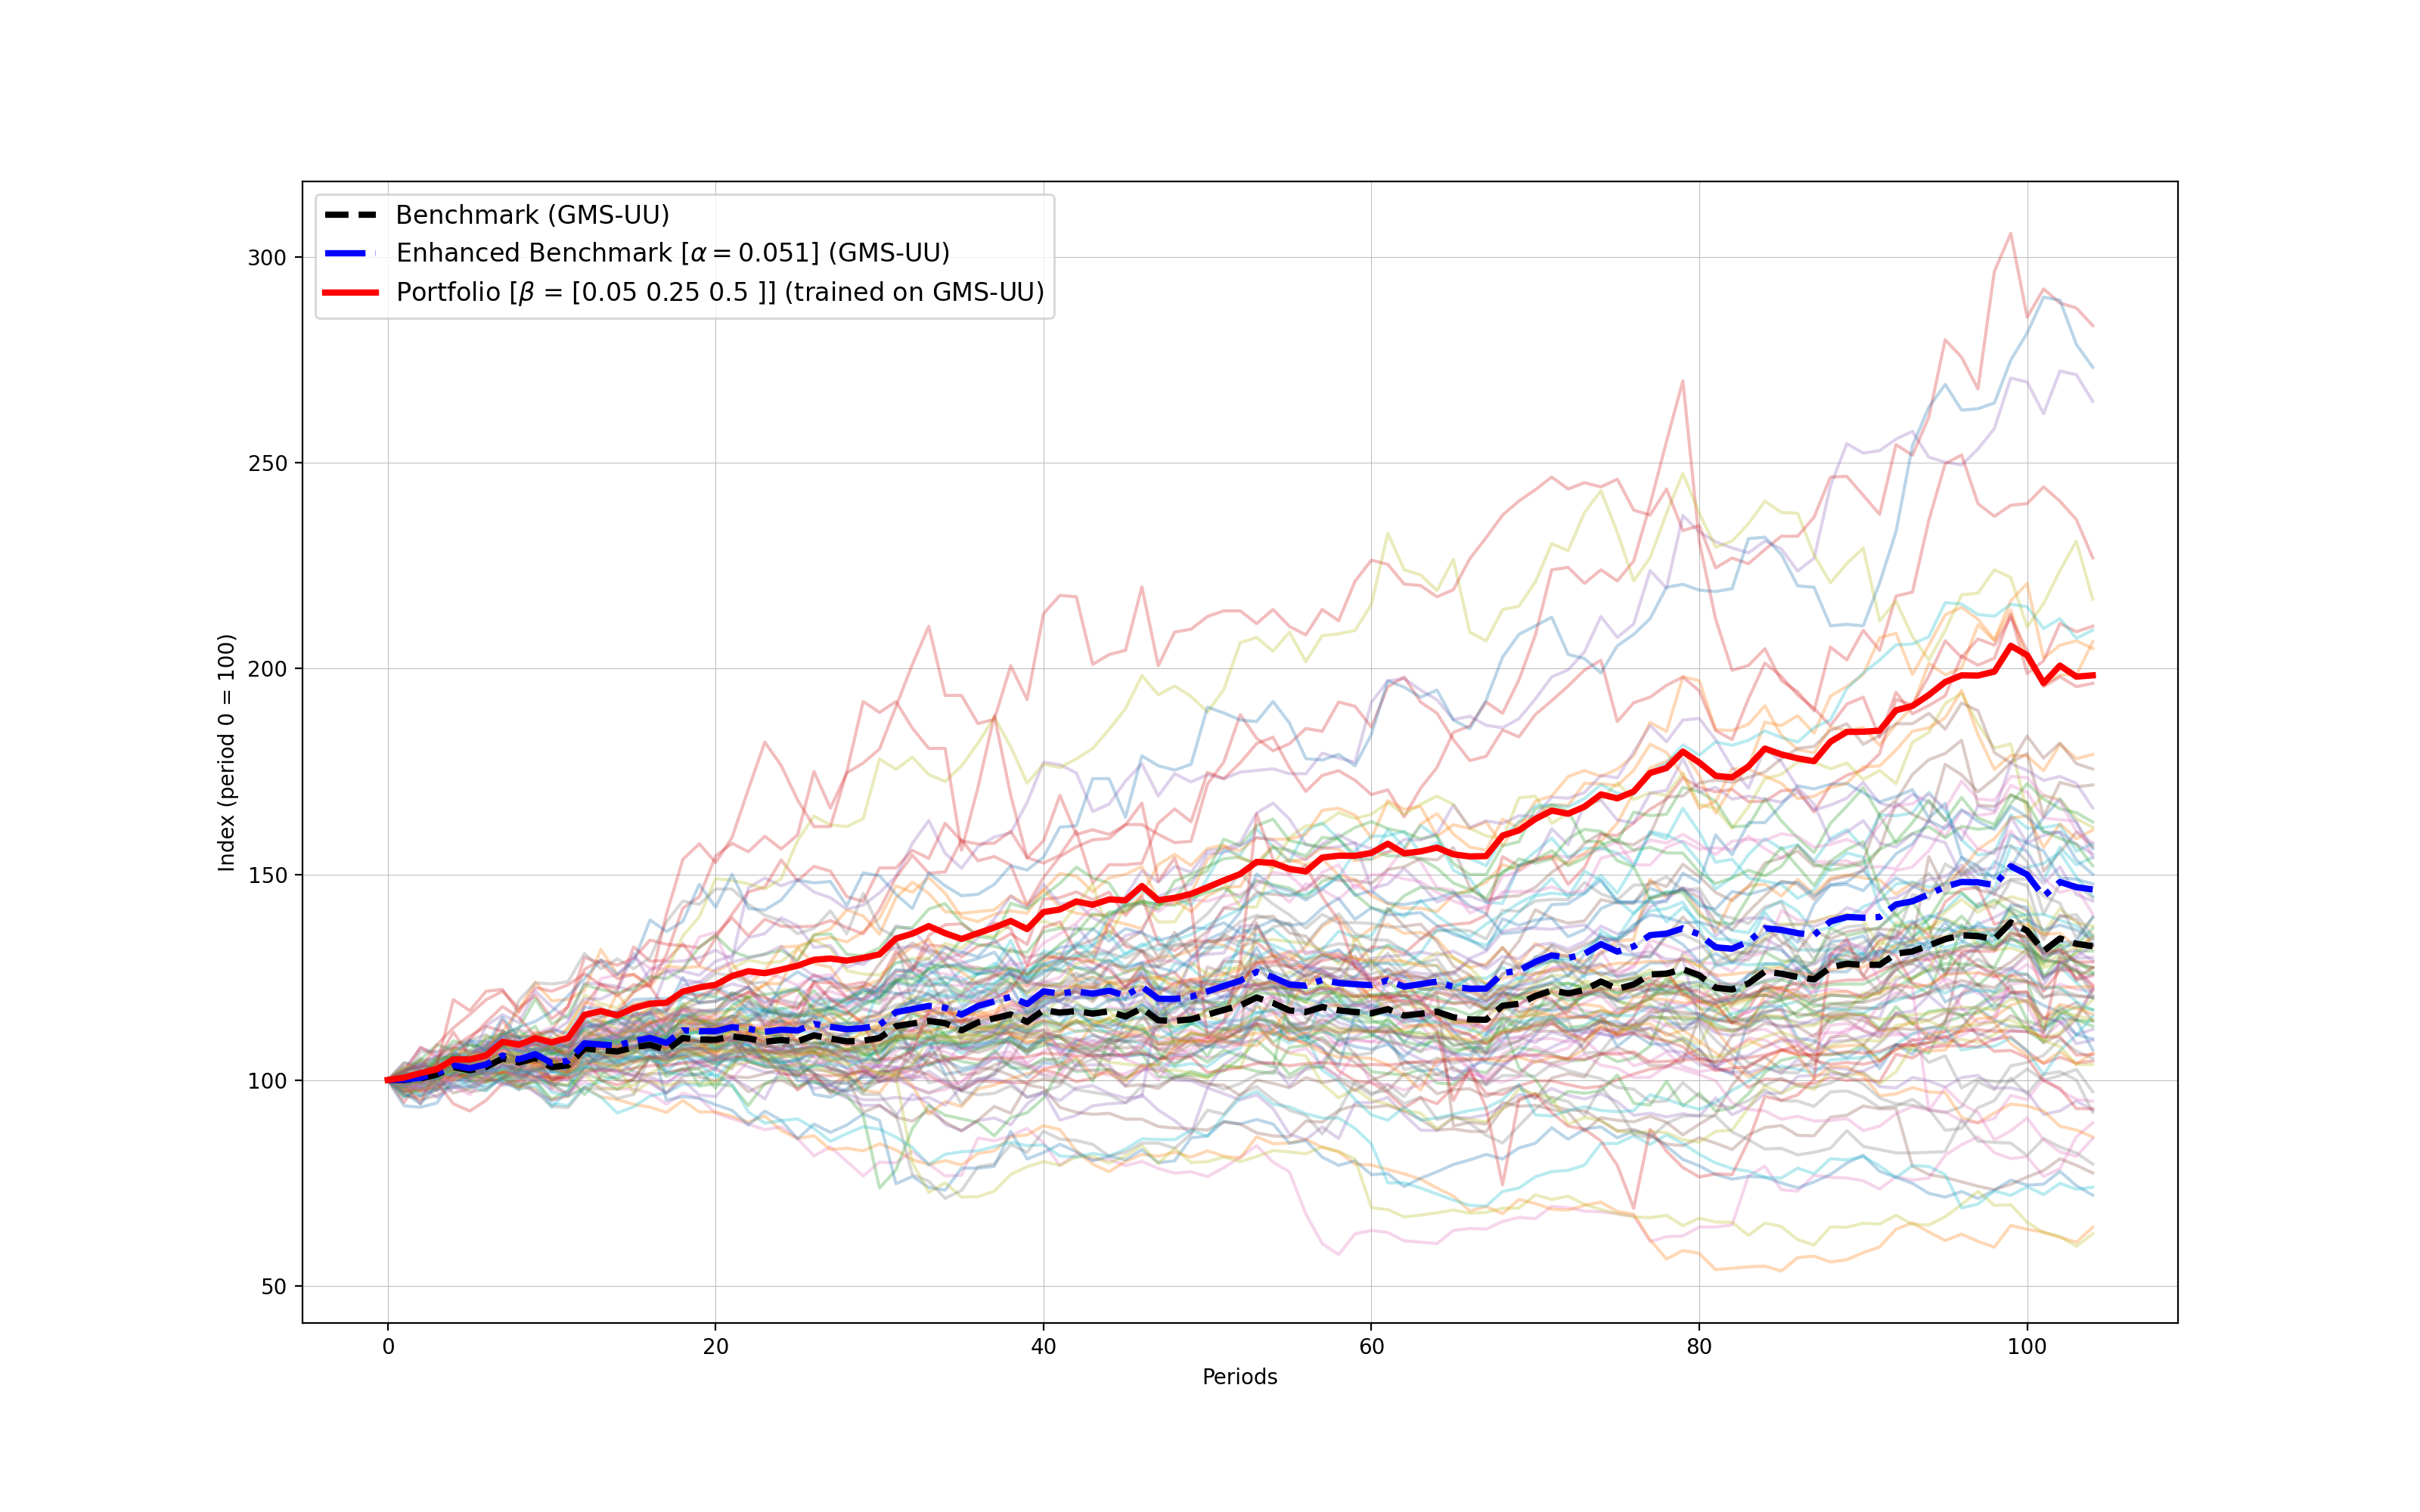 Benchmark (GMS-UU)
Enhanced Benchmark [α = 0.051] (GMS-UU)
Portfolio [β = [0.05 0.25 0.5 ]] (trained on GMS-UU)
300
250
200
150
100
50
Index (period 0 = 100)
0 20 40 60 80 100
Periods